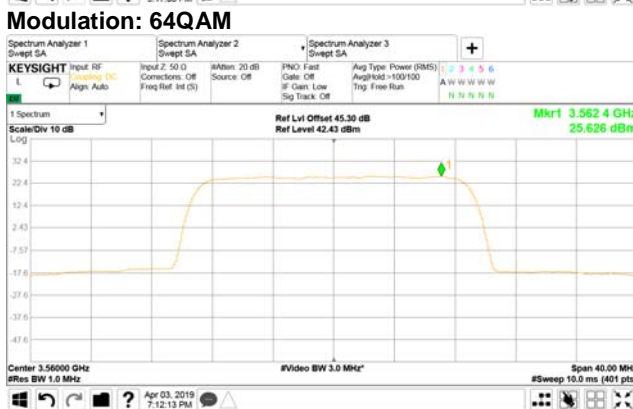 Modulation: 64QAM
Spectrum Analyzer 1
Swept SA
Spectrum Analyzer 2
Swept SA
Spectrum Analyzer 3
Swept SA
+
KEYSIGHT
L
Input: RF
Coupling: DC
Align: Auto
Input Z: 50 Ω
Corrections: Off
Freq Ref: Int (S)
#Atten: 20 dB
Source: Off
PNO: Fast
Gate: Off
IF Gain: Low
Sig Track: Off
Avg Type: Power (RMS)
Avg|Hold:>100/100
Trig: Free Run
1 2 3 4 5 6
A W W W W W
N N N N N
1 Spectrum
Scale/Div 10 dB
Log
Ref Lvl Offset 45.30 dB
Ref Level 42.43 dBm
Mkr1 3.562 4 GHz
25.626 dBm
1
32.4
22.4
12.4
2.43
-7.57
-17.6
-27.6
-37.6
-47.6
Center 3.56000 GHz
#Res BW 1.0 MHz
#Video BW 3.0 MHz*
Span 40.00 MHz
#Sweep 10.0 ms (401 pts)
?
Apr 03, 2019
7:12:13 PM